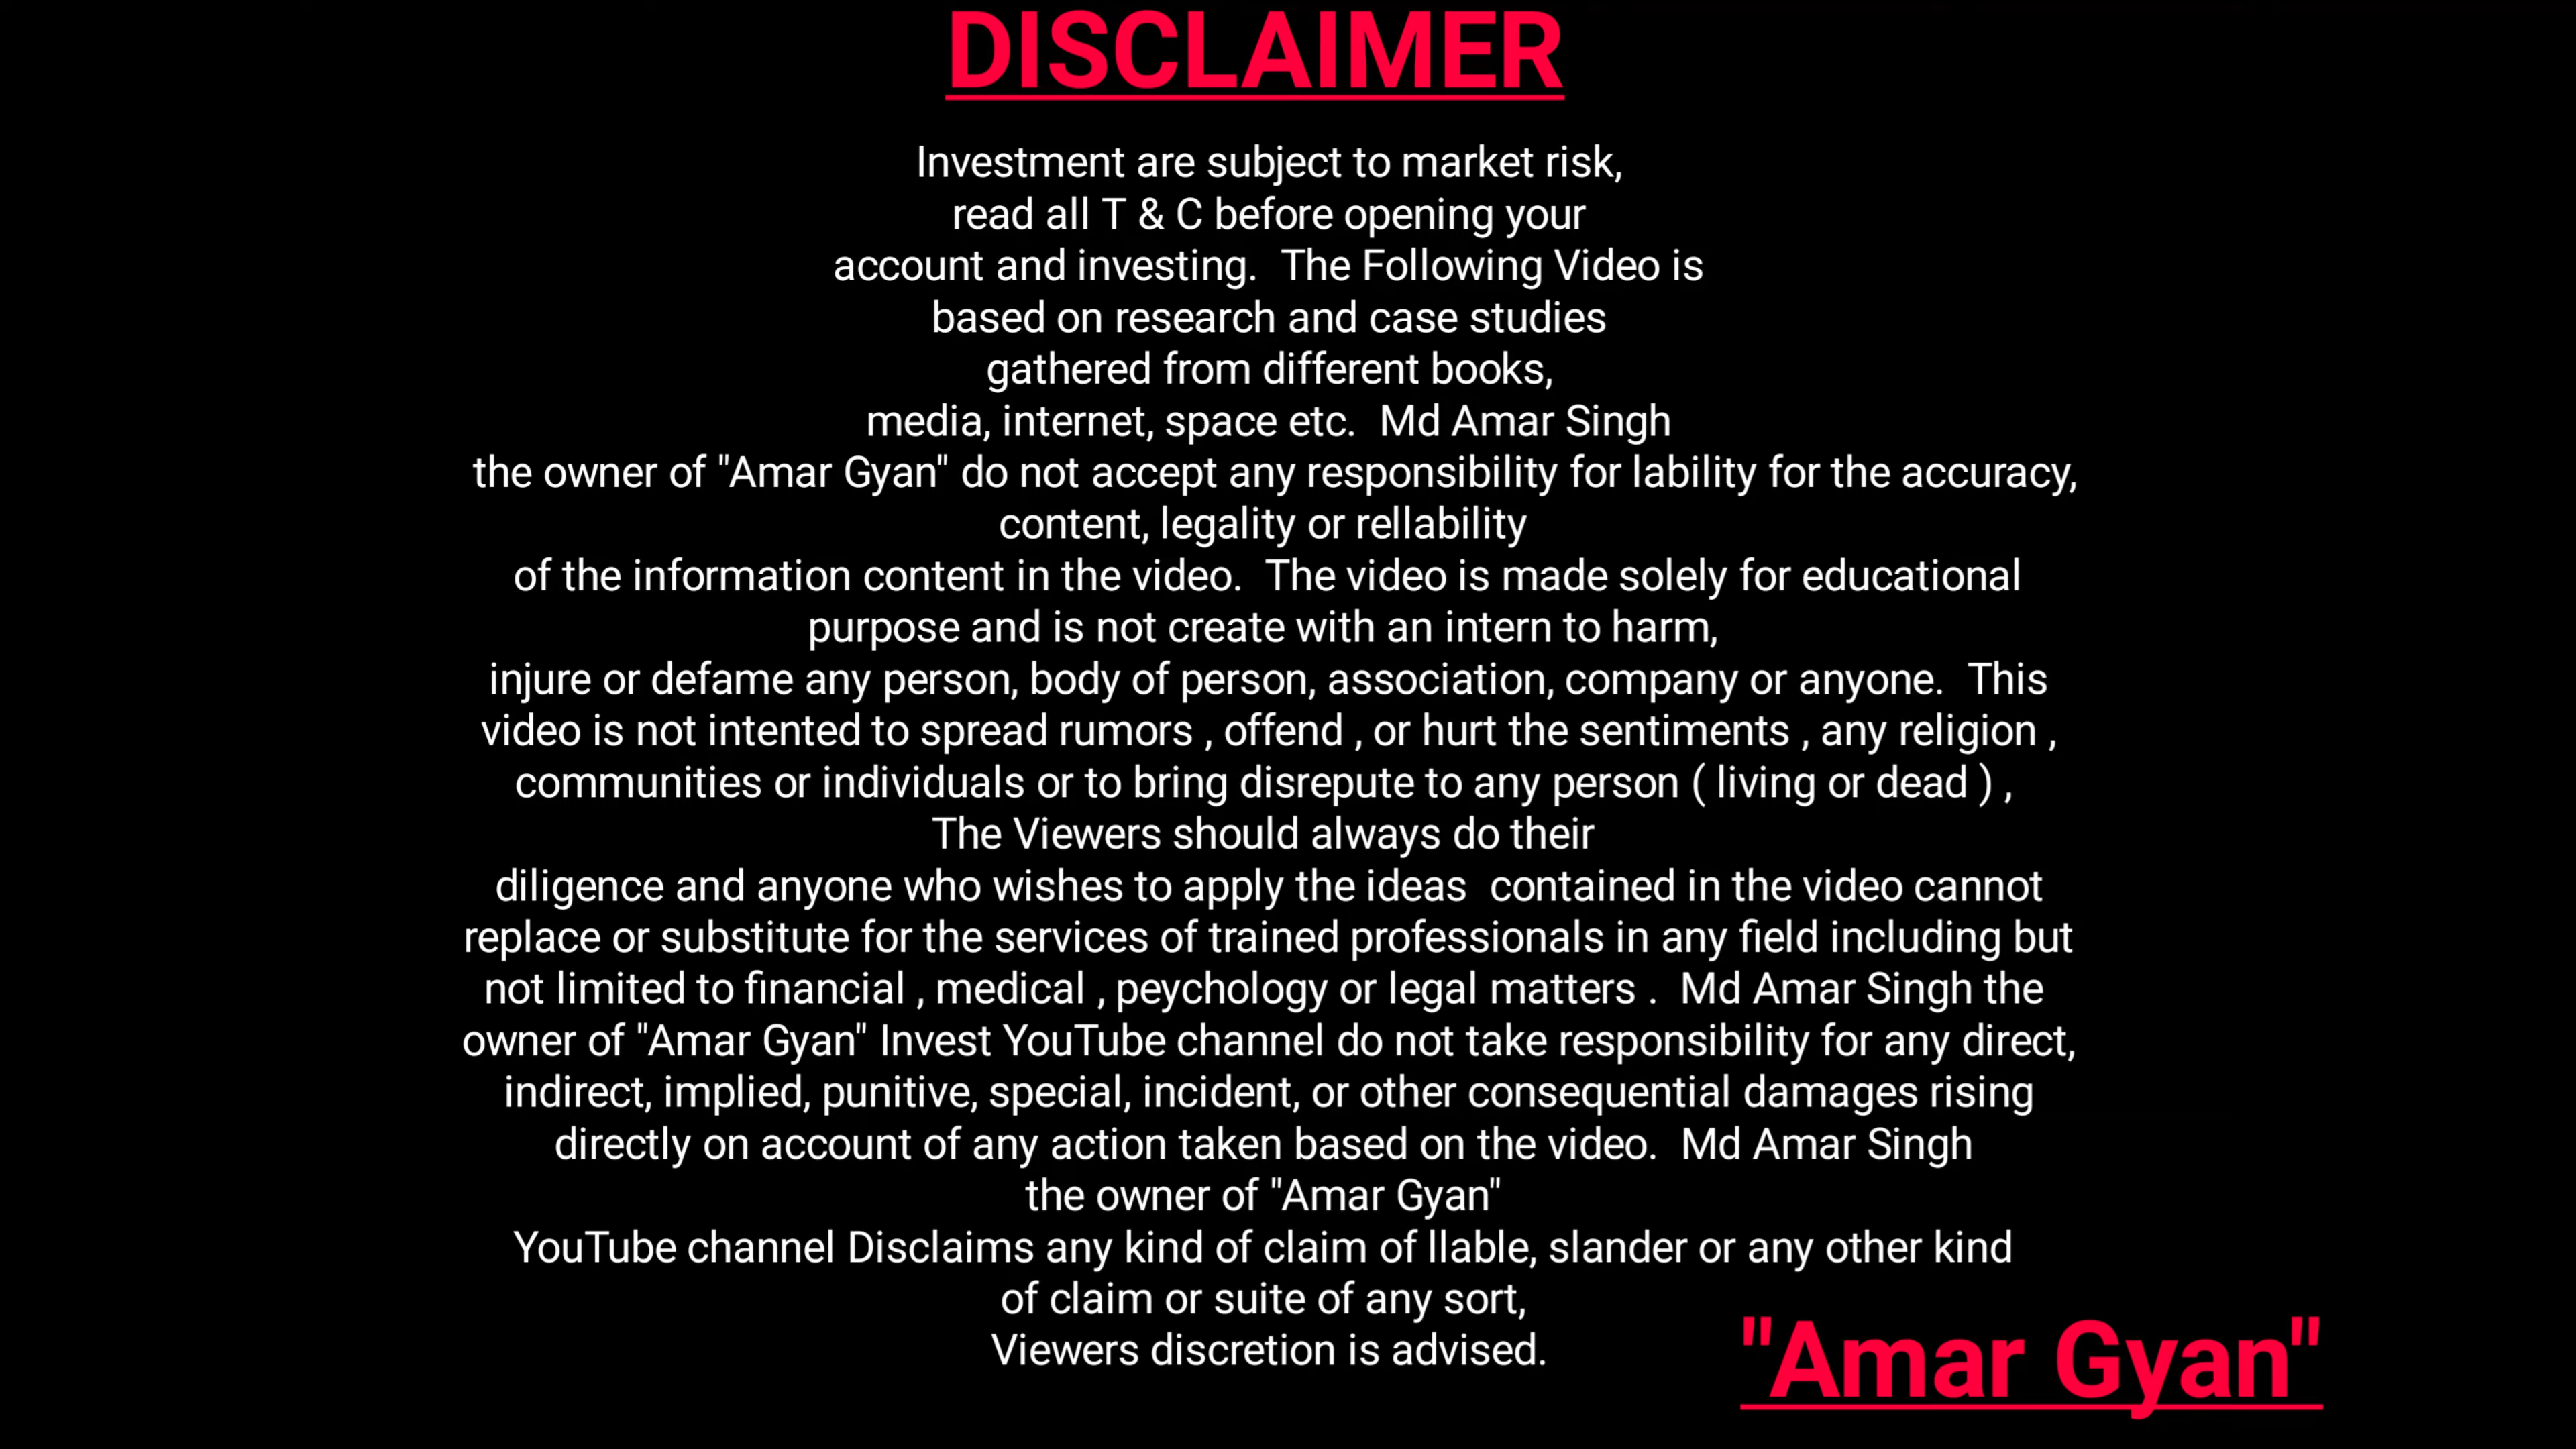 DISCLAIMER
Investment are subject to market risk,
read all T & C before opening your
account and investing.  The Following Video is
based on research and case studies
gathered from different books,
media, internet, space etc.  Md Amar Singh
the owner of "Amar Gyan" do not accept any responsibility for lability for the accuracy,
content, legality or rellability
of the information content in the video.  The video is made solely for educational
purpose and is not create with an intern to harm,
injure or defame any person, body of person, association, company or anyone.  This
video is not intented to spread rumors , offend , or hurt the sentiments , any religion ,
communities or individuals or to bring disrepute to any person ( living or dead ) ,
The Viewers should always do their
diligence and anyone who wishes to apply the ideas  contained in the video cannot
replace or substitute for the services of trained professionals in any field including but
not limited to financial , medical , peychology or legal matters .  Md Amar Singh the
owner of "Amar Gyan" Invest YouTube channel do not take responsibility for any direct,
indirect, implied, punitive, special, incident, or other consequential damages rising
directly on account of any action taken based on the video.  Md Amar Singh
the owner of "Amar Gyan"
YouTube channel Disclaims any kind of claim of llable, slander or any other kind
of claim or suite of any sort,
Viewers discretion is advised.
"Amar Gyan"